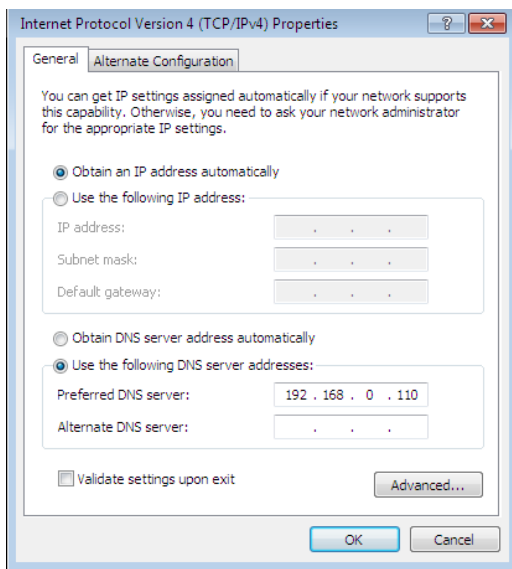 Internet Protocol Version 4 (TCP/IPv4) Properties
General
Alternate Configuration
You can get IP settings assigned automatically if your network supports
this capability. Otherwise, you need to ask your network administrator
for the appropriate IP settings.
Obtain an IP address automatically
Use the following IP address:
IP address: . . .
Subnet mask: . . .
Default gateway: . . .
Obtain DNS server address automatically
Use the following DNS server addresses:
Preferred DNS server: 192 . 168 . 0 . 110
Alternate DNS server: . . .
Validate settings upon exit
Advanced...
OK Cancel